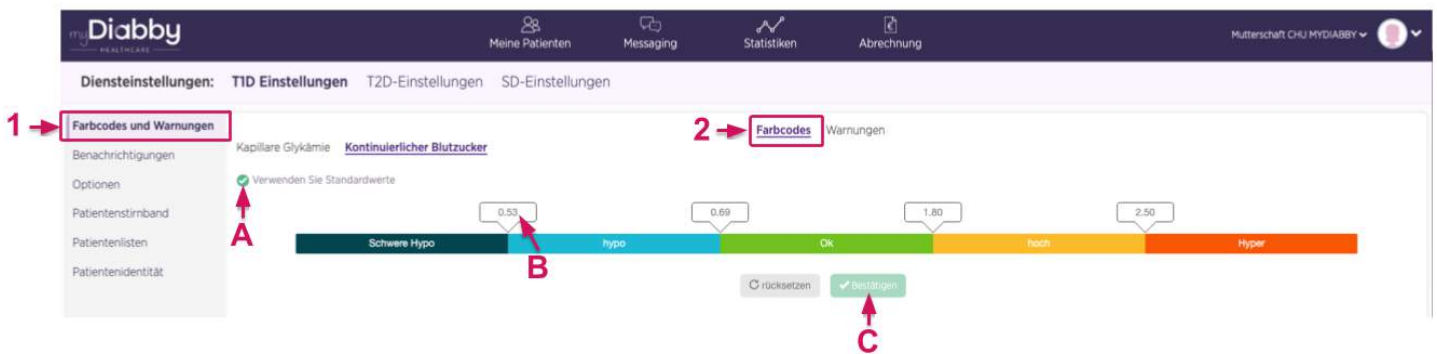 myDiabby
HEALTHCARE
Meine Patienten
Messaging
Statistiken
Abrechnung
Mutterschaft CHU MYDIABBY
Diensteinstellungen: T1D Einstellungen T2D-Einstellungen SD-Einstellungen
1
Farbcodes und Warnungen
2
Farbcodes Warnungen
Benachrichtigungen
Kapillare Glykämie Kontinuierlicher Blutzucker
Optionen
Verwenden Sie Standardwerte
Patientenstirnband
0.53 0.69 1.80 2.50
A
Patientenlisten
Schwere Hypo hypo Ok hoch Hyper
B
Patientenidentität
rücksetzen Bestätigen
C